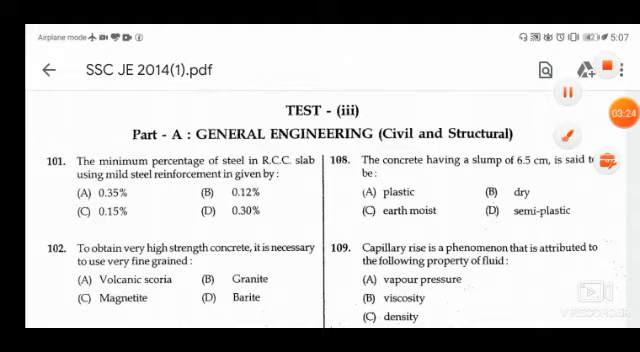 Airplane mode
5:07
SSC JE 2014(1).pdf
03:24
TEST - (iii)
Part - A : GENERAL ENGINEERING (Civil and Structural)
101. The minimum percentage of steel in R.C.C. slab
using mild steel reinforcement in given by :
(A) 0.35% (B) 0.12%
(C) 0.15% (D) 0.30%
102. To obtain very high strength concrete, it is necessary
to use very fine grained :
(A) Volcanic scoria (B) Granite
(C) Magnetite (D) Barite
108. The concrete having a slump of 6.5 cm, is said to
be :
(A) plastic (B) dry
(C) earth moist (D) semi-plastic
109. Capillary rise is a phenomenon that is attributed to
the following property of fluid :
(A) vapour pressure
(B) viscosity
(C) density